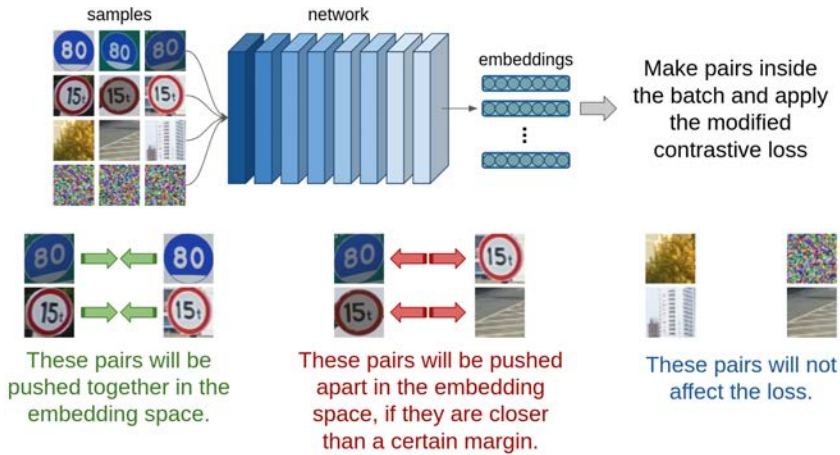 samples
network
embeddings
80 80 80
15t 15t 15t
Make pairs inside
the batch and apply
the modified
contrastive loss
80 80
15t 15t
These pairs will be
pushed together in the
embedding space.
80 15t
15t
These pairs will be pushed
apart in the embedding
space, if they are closer
than a certain margin.
These pairs will not
affect the loss.